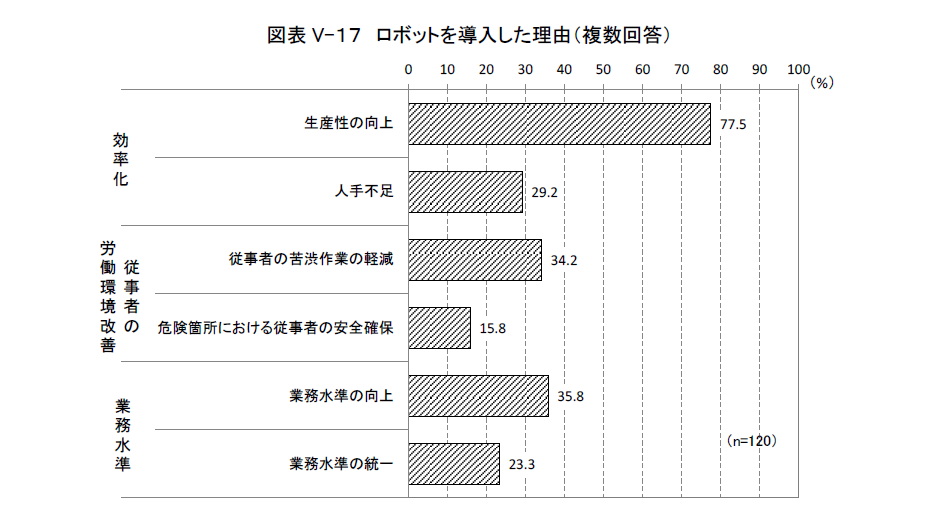 図表 Ⅴ-17　ロボットを導入した理由（複数回答）
0 10 20 30 40 50 60 70 80 90 100
(%)
効率化
生産性の向上 77.5
人手不足 29.2
従事者の
労働環境改善
従事者の苦渋作業の軽減 34.2
危険箇所における従事者の安全確保 15.8
業務水準
業務水準の向上 35.8
業務水準の統一 23.3
(n=120)